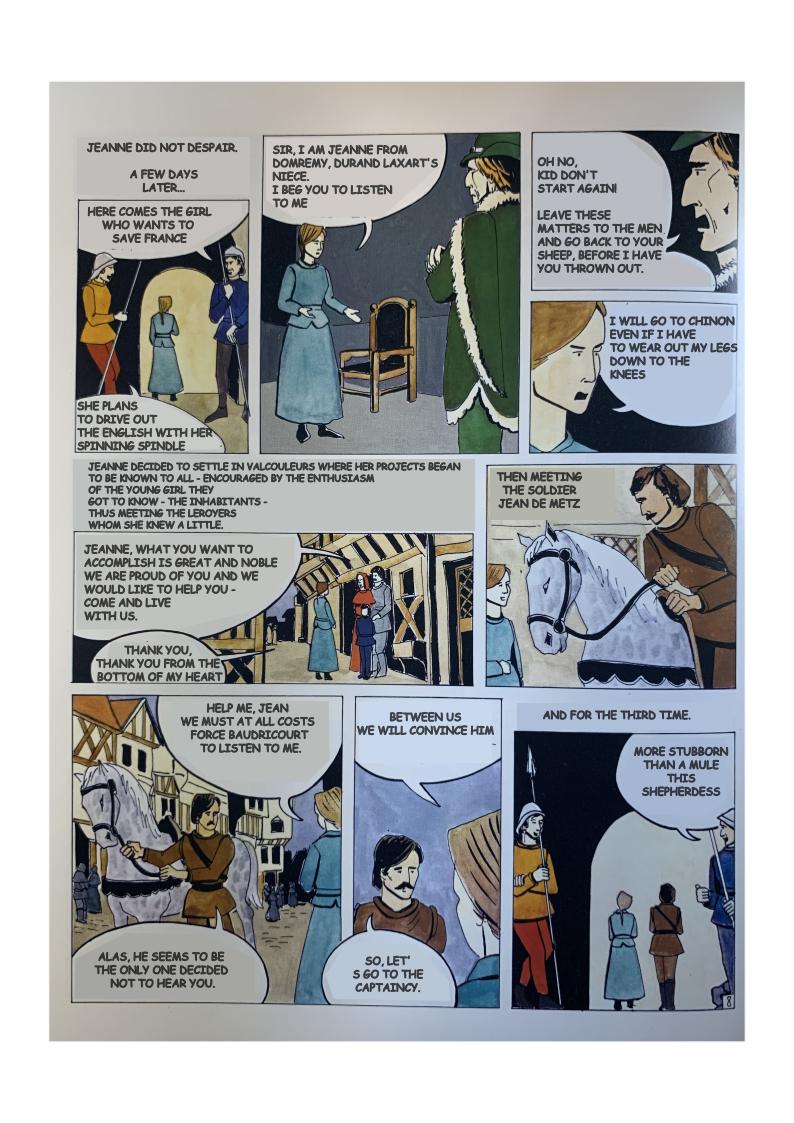 JEANNE DID NOT DESPAIR.
A FEW DAYS
LATER...
HERE COMES THE GIRL
WHO WANTS TO
SAVE FRANCE
SHE PLANS
TO DRIVE OUT
THE ENGLISH WITH HER
SPINNING SPINDLE
SIR, I AM JEANNE FROM
DOMREMY, DURAND LAXART'S
NIECE.
I BEG YOU TO LISTEN
TO ME
OH NO,
KID DON'T
START AGAIN!
LEAVE THESE
MATTERS TO THE MEN
AND GO BACK TO YOUR
SHEEP, BEFORE I HAVE
YOU THROWN OUT.
I WILL GO TO CHINON
EVEN IF I HAVE
TO WEAR OUT MY LEGS
DOWN TO THE
KNEES
JEANNE DECIDED TO SETTLE IN VALCOULEURS WHERE HER PROJECTS BEGAN
TO BE KNOWN TO ALL - ENCOURAGED BY THE ENTHUSIASM
OF THE YOUNG GIRL THEY
GOT TO KNOW - THE INHABITANTS -
THUS MEETING THE LEROYERS
WHOM SHE KNEW A LITTLE.
JEANNE, WHAT YOU WANT TO
ACCOMPLISH IS GREAT AND NOBLE
WE ARE PROUD OF YOU AND WE
WOULD LIKE TO HELP YOU -
COME AND LIVE
WITH US.
THANK YOU,
THANK YOU FROM THE
BOTTOM OF MY HEART
THEN MEETING
THE SOLDIER
JEAN DE METZ
HELP ME, JEAN
WE MUST AT ALL COSTS
FORCE BAUDRICOURT
TO LISTEN TO ME.
ALAS, HE SEEMS TO BE
THE ONLY ONE DECIDED
NOT TO HEAR YOU.
BETWEEN US
WE WILL CONVINCE HIM
SO, LET'
S GO TO THE
CAPTAINCY.
AND FOR THE THIRD TIME.
MORE STUBBORN
THAN A MULE
THIS
SHEPHERDESS
8